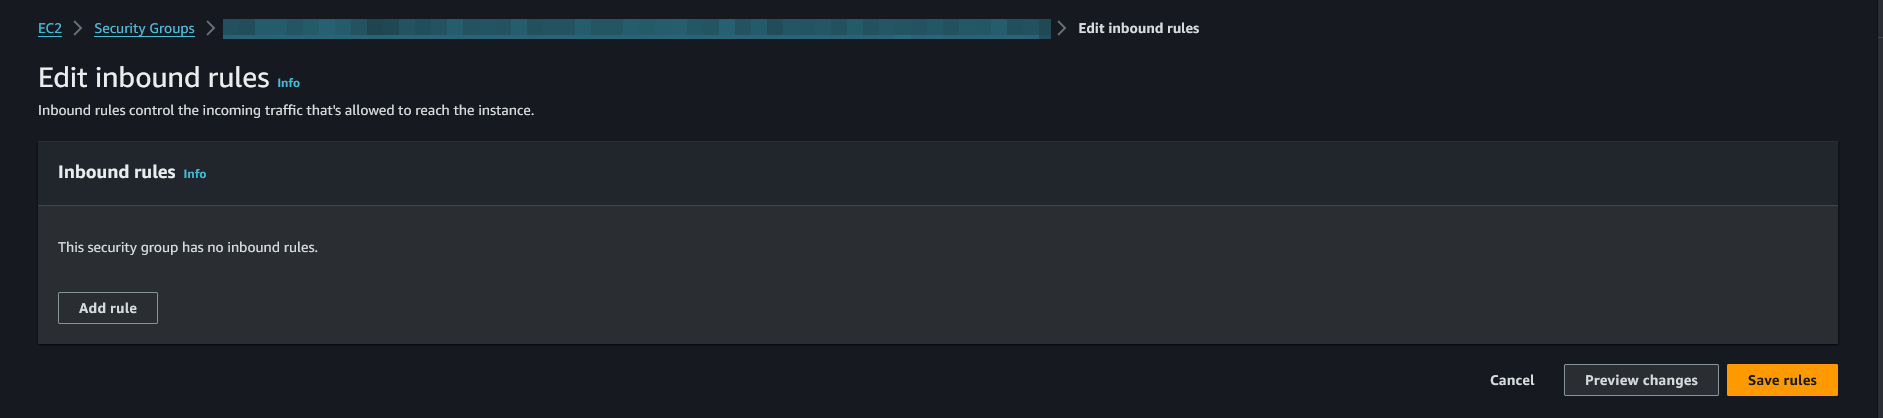 EC2 Security Groups Edit inbound rules
Edit inbound rules Info
Inbound rules control the incoming traffic that's allowed to reach the instance.
Inbound rules Info
This security group has no inbound rules.
Add rule
Cancel Preview changes Save rules